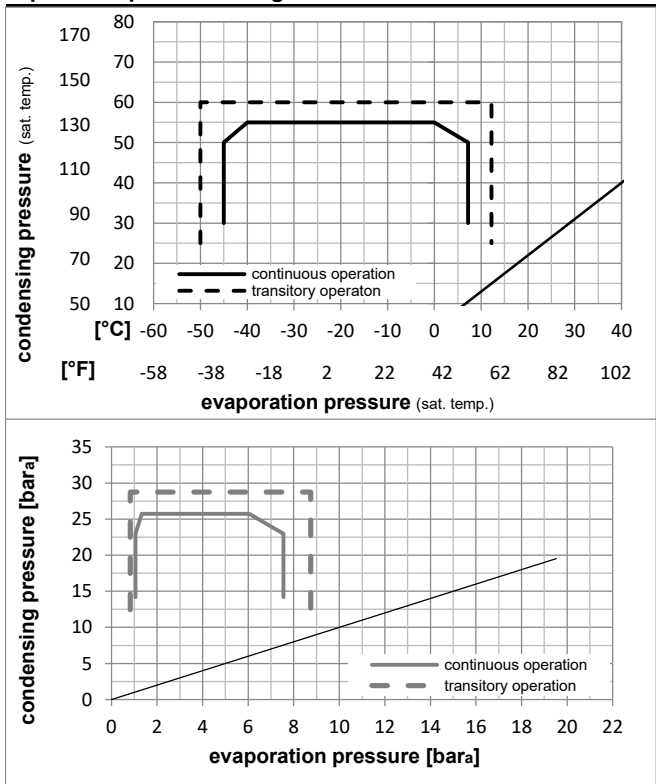 170 80
70
150
60
130
50
110
40
90
30
70 20
50 10
condensing pressure (sat. temp.)
continuous operation
transitory operaton
[°C] -60 -50 -40 -30 -20 -10 0 10 20 30 40
[°F] -58 -38 -18 2 22 42 62 82 102
evaporation pressure (sat. temp.)
35
30
25
20
15
10
5
0
condensing pressure [bara]
continuous operation
transitory operation
0 2 4 6 8 10 12 14 16 18 20 22
evaporation pressure [bara]